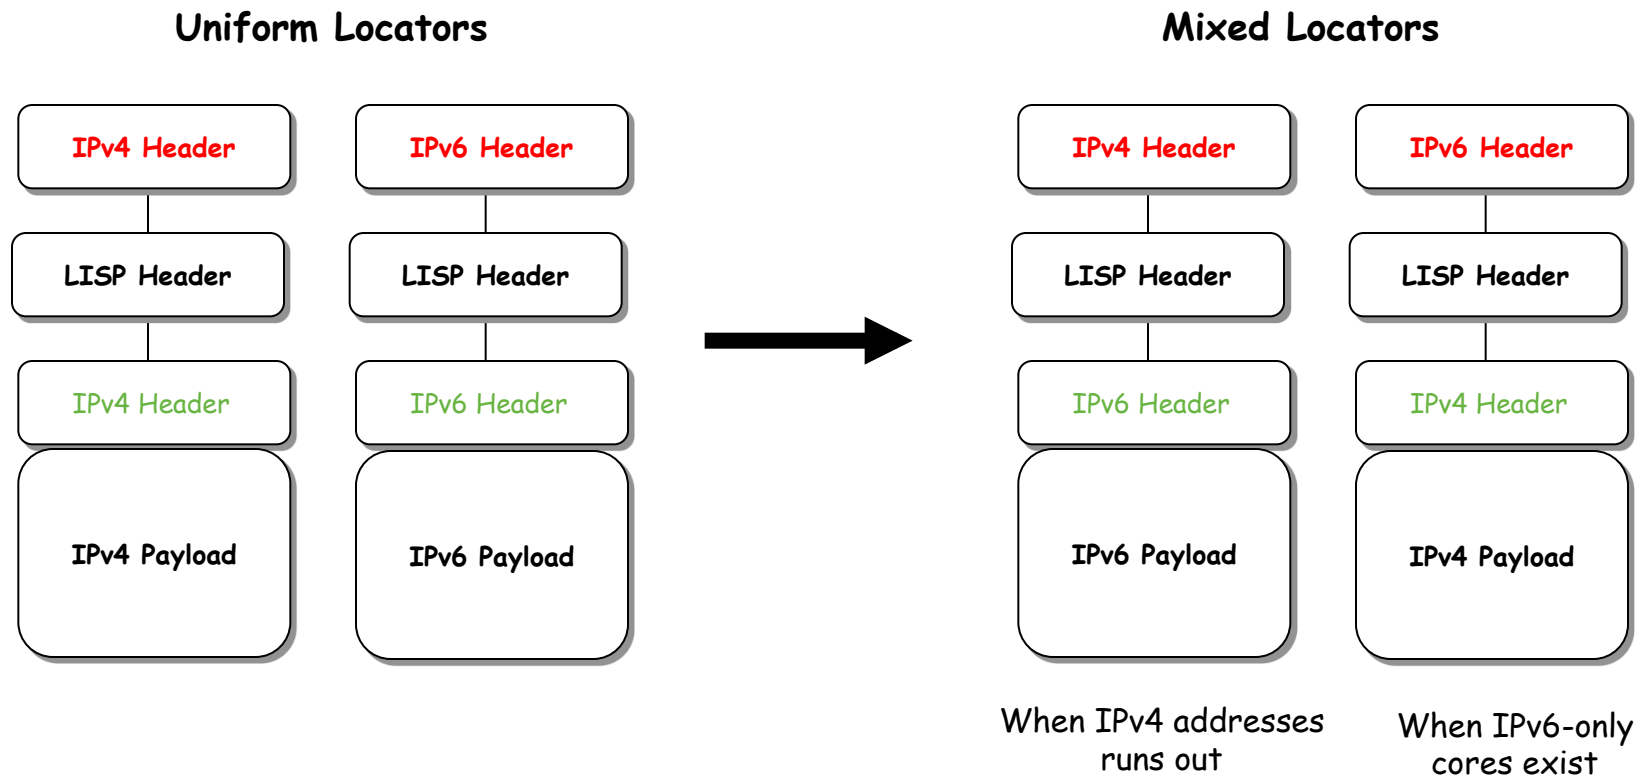 Uniform Locators
IPv4 Header
LISP Header
IPv4 Header
IPv4 Payload
IPv6 Header
LISP Header
IPv6 Header
IPv6 Payload
Mixed Locators
IPv4 Header
LISP Header
IPv6 Header
IPv6 Payload
When IPv4 addresses
runs out
IPv6 Header
LISP Header
IPv4 Header
IPv4 Payload
When IPv6-only
cores exist